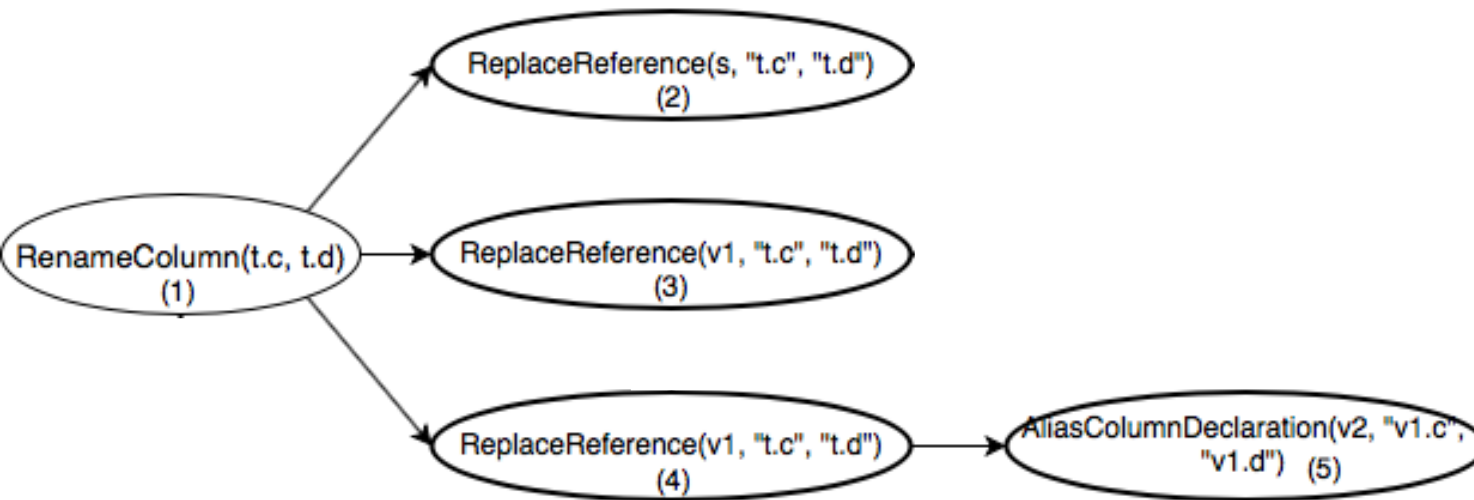 ReplaceReference(s, "t.c", "t.d")
(2)
RenameColumn(t.c, t.d)
(1)
ReplaceReference(v1, "t.c", "t.d")
(3)
ReplaceReference(v1, "t.c", "t.d")
(4)
AliasColumnDeclaration(v2, "v1.c",
"v1.d") (5)